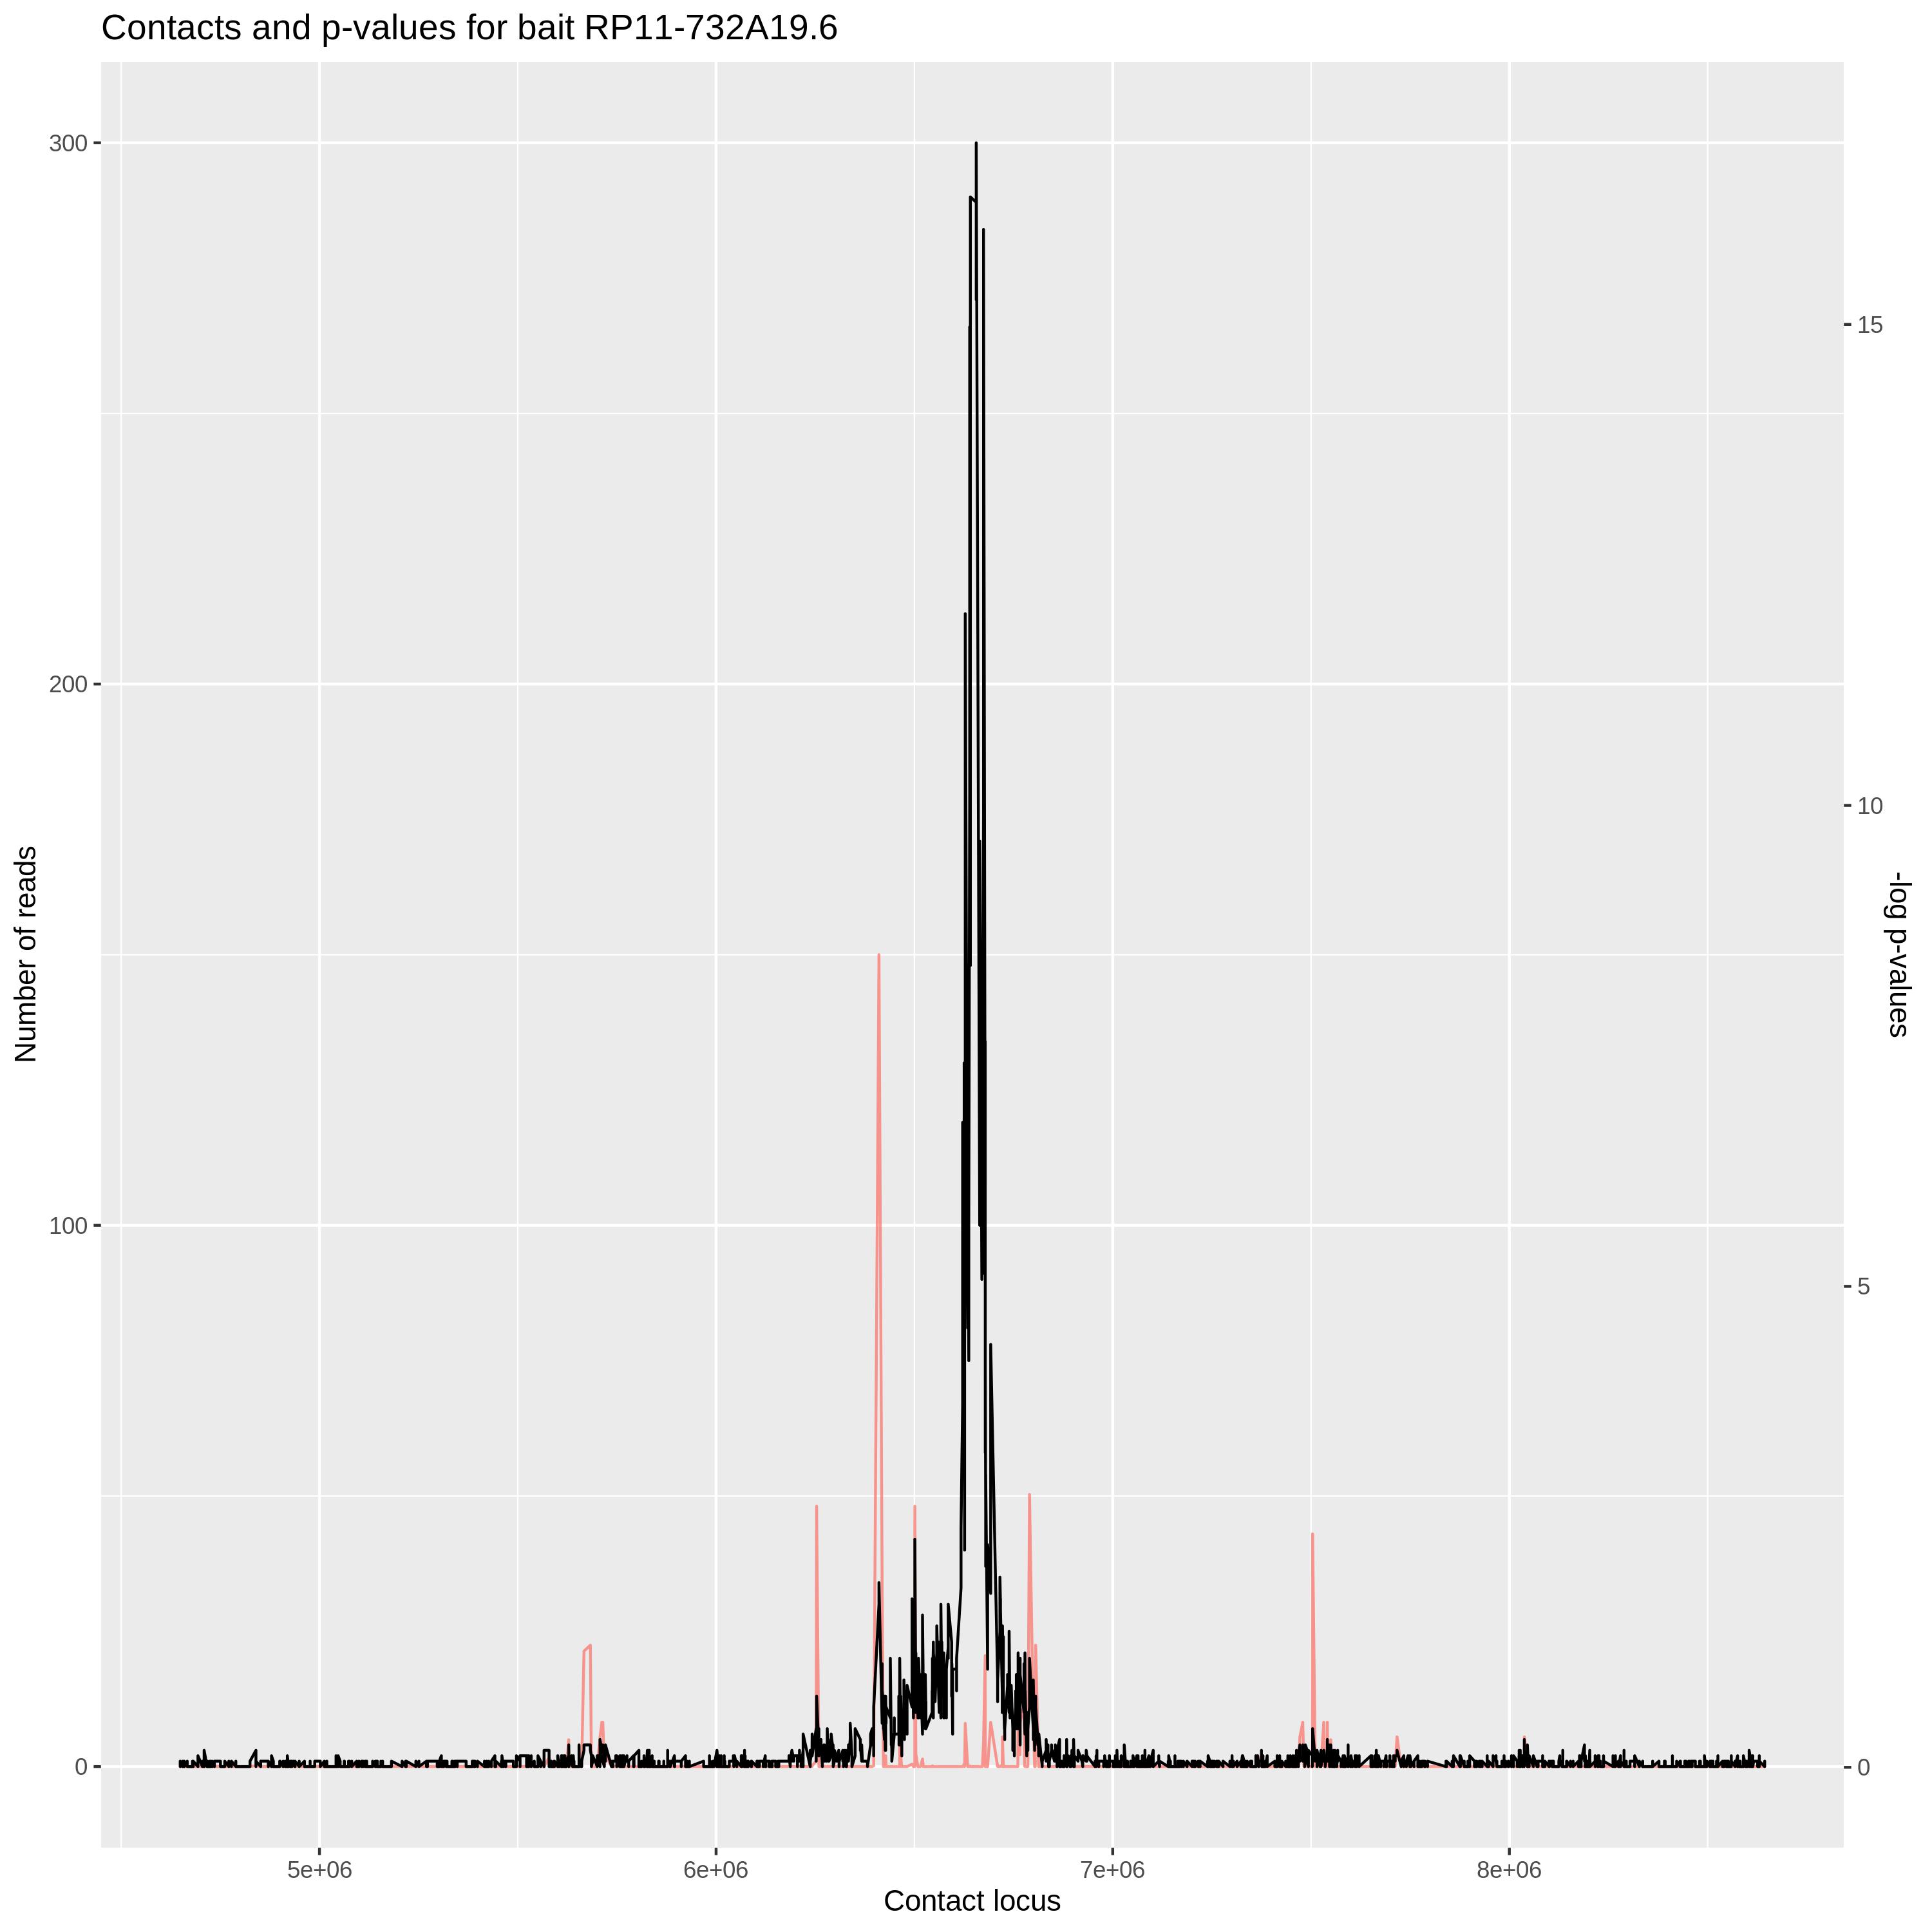 Contacts and p-values for bait RP11-732A19.6
Number of reads
300
200
100
0
15
10
5
0
-log p-values
5e+06
6e+06
7e+06
8e+06
Contact locus